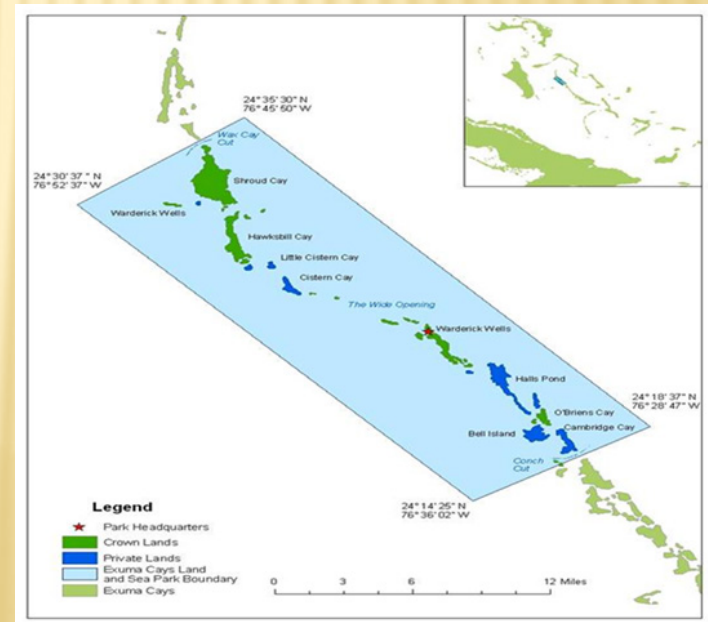 24° 35' 30" N
76° 45' 50" W
Wax Cay
Cut
24° 30' 37" N
76° 52' 37" W
Shroud Cay
Warderick Wells
Hawksbill Cay
Little Cistern Cay
Cistern Cay
The Wide Opening
Warderick Wells
Halls Pond
24° 18' 37" N
76° 28' 47" W
O'Briens Cay
Bell Island
Cambridge Cay
Conch
Cut
24° 14' 25" N
76° 36' 02" W
Legend
Park Headquarters
Crown Lands
Private Lands
Exuma Cays Land
and Sea Park Boundary
Exuma Cays
0 3 6 12 Miles